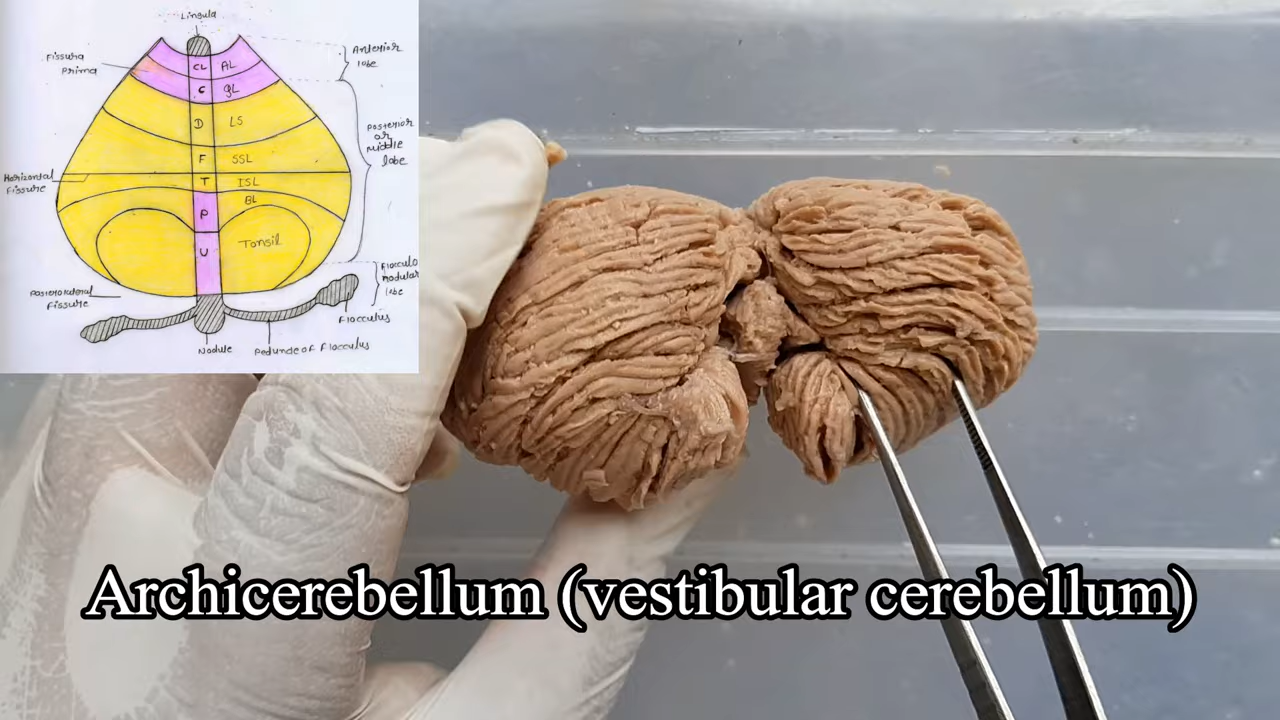 Lingula
Fissura
Prima
Anterior
lobe
CL AL
C QL
D LS
Posterior
or
Middle
lobe
F SSL
Horizontal
Fissure
T ISL
BL
P
U Tonsil
Flocculo
nodular
lobe
Posterolateral
Fissure
Flocculus
Nodule
Pedunde of Flocculus
Archicerebellum (vestibular cerebellum)